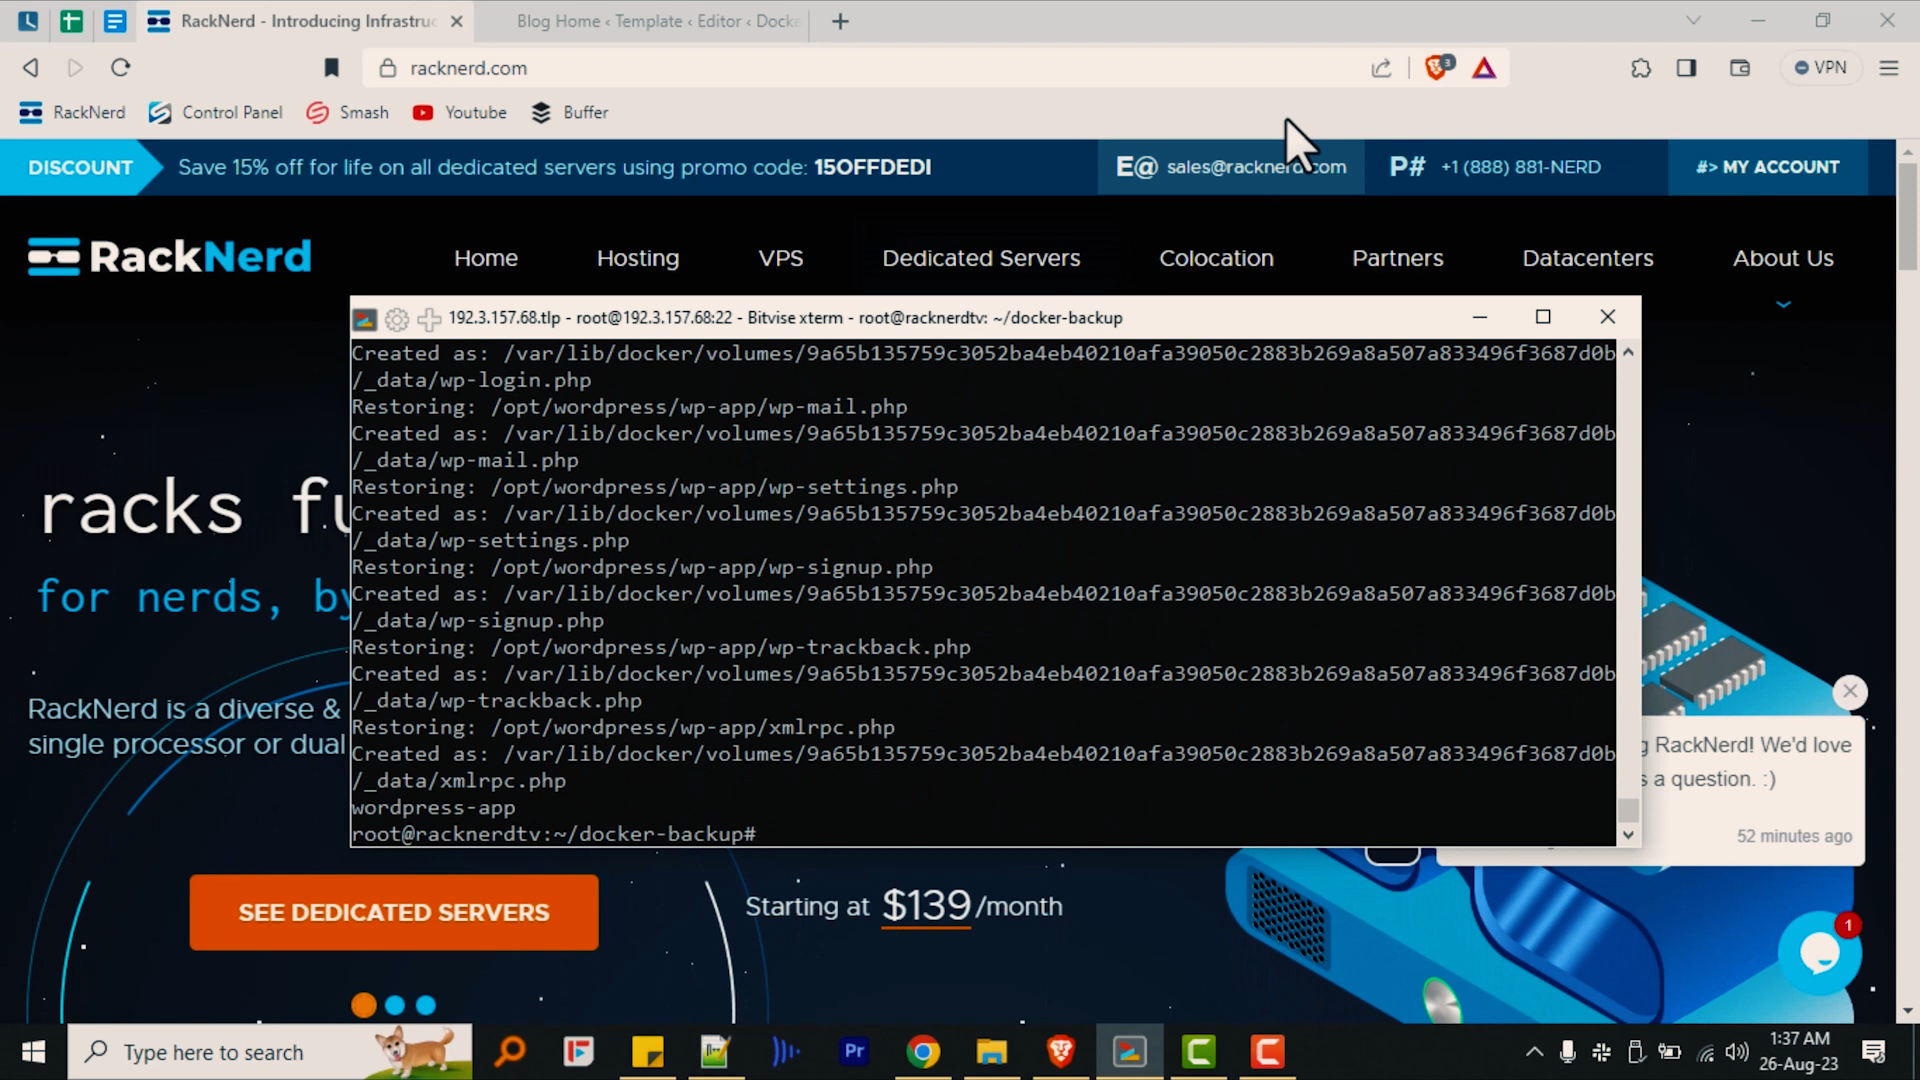 RackNerd - Introducing Infrastruc
Blog Home ‹ Template ‹ Editor ‹ Docke
racknerd.com
3
VPN
RackNerd
Control Panel
Smash
Youtube
Buffer
DISCOUNT
Save 15% off for life on all dedicated servers using promo code: 15OFFDEDI
E@ sales@racknerd.com
P# +1 (888) 881-NERD
#> MY ACCOUNT
RackNerd
Home
Hosting
VPS
Dedicated Servers
Colocation
Partners
Datacenters
About Us
192.3.157.68.tlp - root@192.3.157.68:22 - Bitvise xterm - root@racknerdtv: ~/docker-backup
Created as: /var/lib/docker/volumes/9a65b135759c3052ba4eb40210afa39050c2883b269a8a507a833496f3687d0b
/_data/wp-login.php
Restoring: /opt/wordpress/wp-app/wp-mail.php
Created as: /var/lib/docker/volumes/9a65b135759c3052ba4eb40210afa39050c2883b269a8a507a833496f3687d0b
/_data/wp-mail.php
Restoring: /opt/wordpress/wp-app/wp-settings.php
Created as: /var/lib/docker/volumes/9a65b135759c3052ba4eb40210afa39050c2883b269a8a507a833496f3687d0b
/_data/wp-settings.php
Restoring: /opt/wordpress/wp-app/wp-signup.php
Created as: /var/lib/docker/volumes/9a65b135759c3052ba4eb40210afa39050c2883b269a8a507a833496f3687d0b
/_data/wp-signup.php
Restoring: /opt/wordpress/wp-app/wp-trackback.php
Created as: /var/lib/docker/volumes/9a65b135759c3052ba4eb40210afa39050c2883b269a8a507a833496f3687d0b
/_data/wp-trackback.php
Restoring: /opt/wordpress/wp-app/xmlrpc.php
Created as: /var/lib/docker/volumes/9a65b135759c3052ba4eb40210afa39050c2883b269a8a507a833496f3687d0b
/_data/xmlrpc.php
wordpress-app
root@racknerdtv:~/docker-backup#
racks fu
for nerds, by
RackNerd is a diverse &
single processor or dual
RackNerd! We'd love
s a question. :)
52 minutes ago
SEE DEDICATED SERVERS
Starting at $139/month
1
Type here to search
Pr
1:37 AM
26-Aug-23